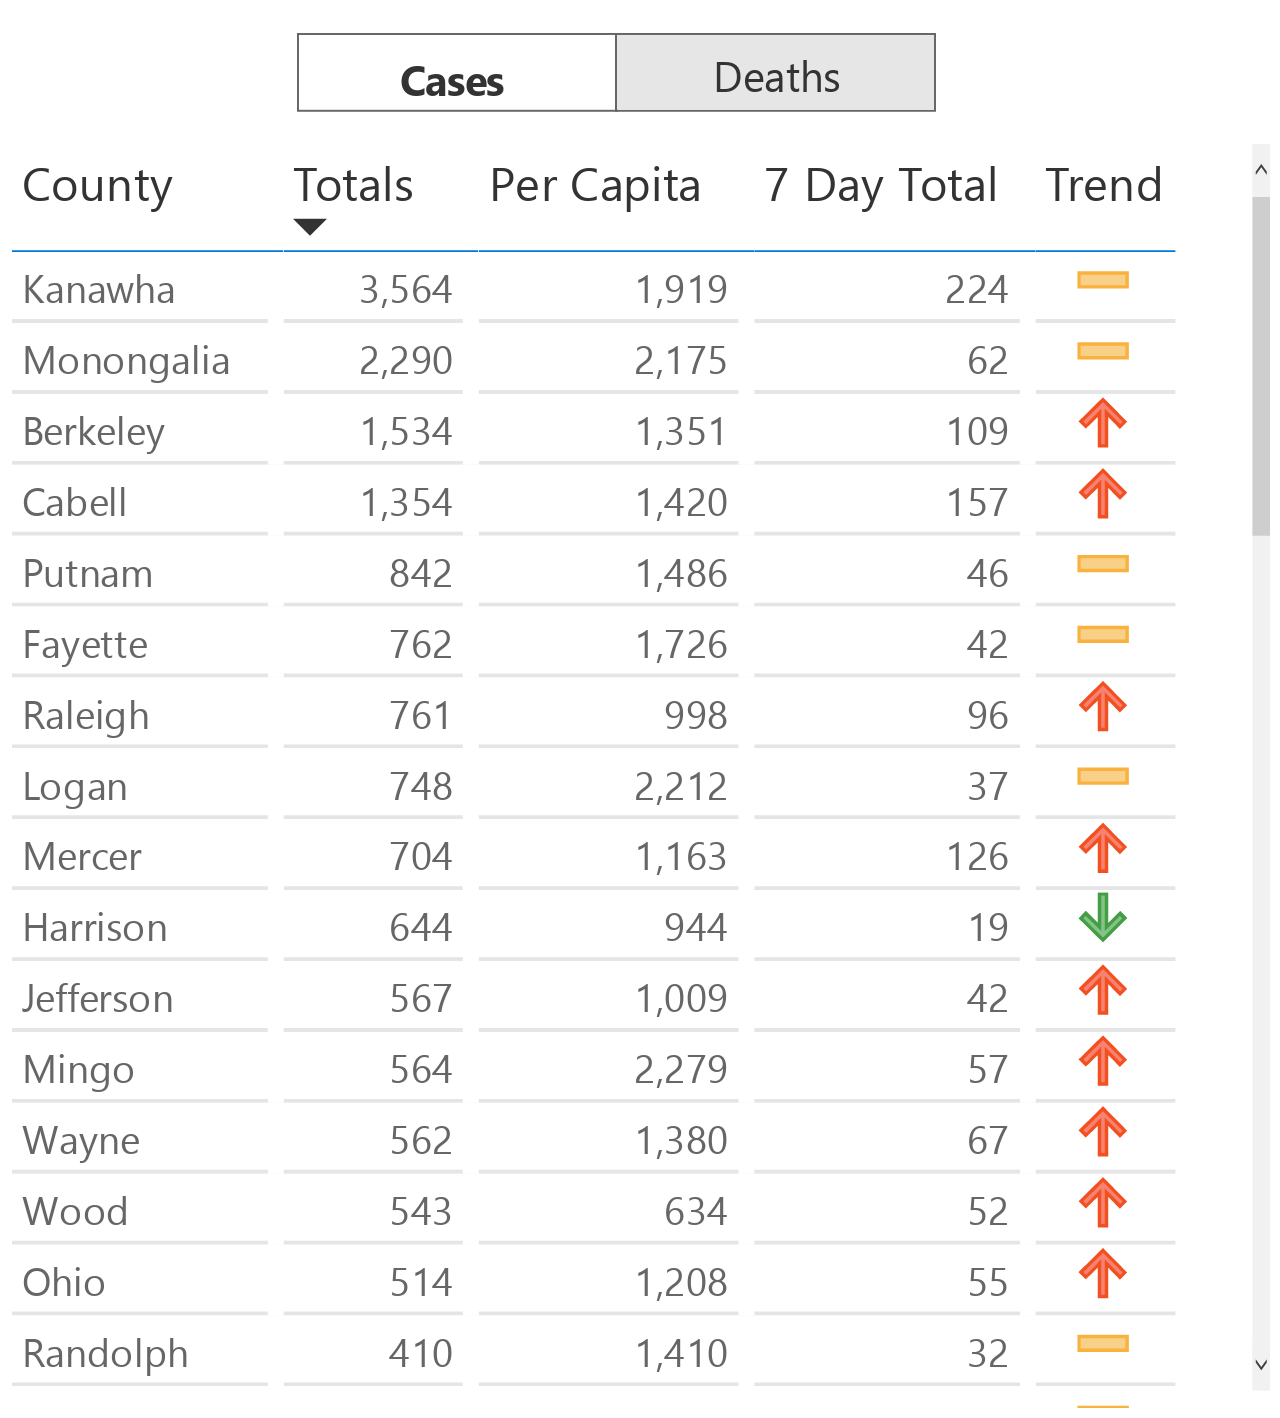 Cases Deaths
County Totals Per Capita 7 Day Total Trend
Kanawha 3,564 1,919 224
Monongalia 2,290 2,175 62
Berkeley 1,534 1,351 109
Cabell 1,354 1,420 157
Putnam 842 1,486 46
Fayette 762 1,726 42
Raleigh 761 998 96
Logan 748 2,212 37
Mercer 704 1,163 126
Harrison 644 944 19
Jefferson 567 1,009 42
Mingo 564 2,279 57
Wayne 562 1,380 67
Wood 543 634 52
Ohio 514 1,208 55
Randolph 410 1,410 32